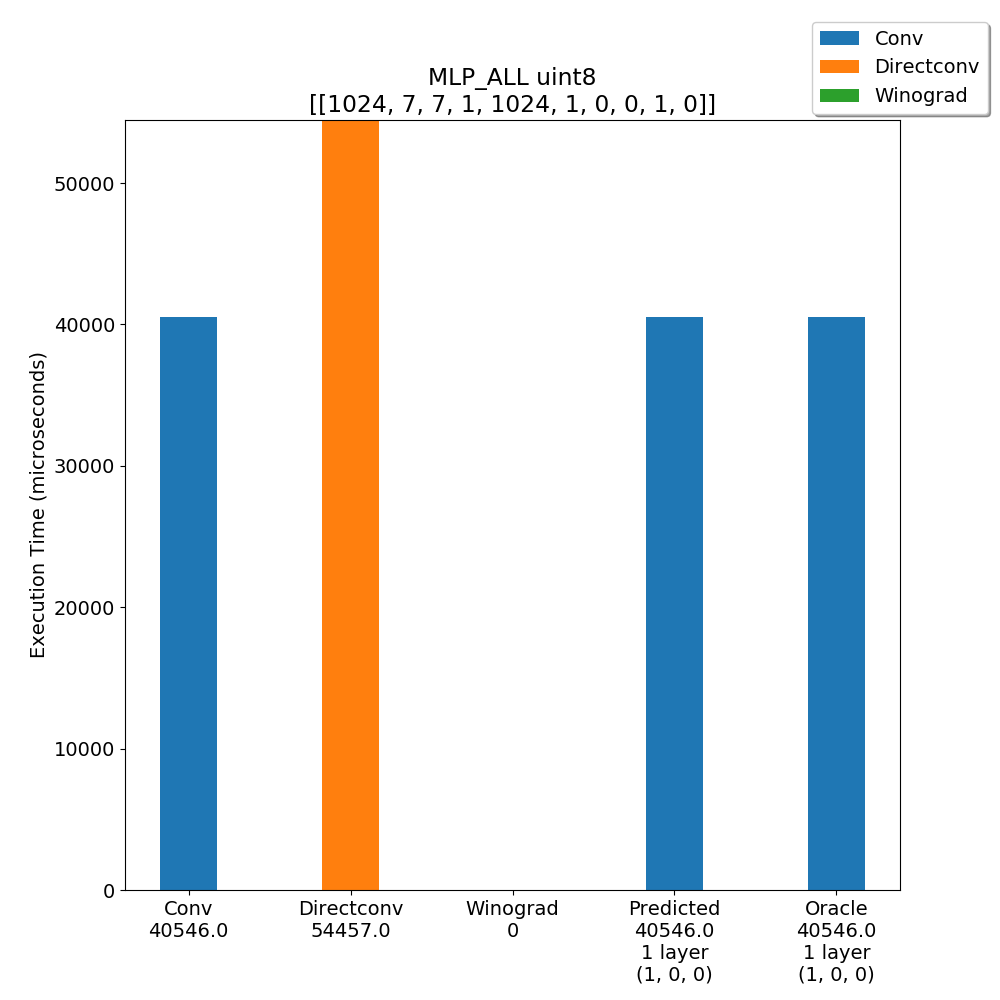 Conv
Directconv
Winograd
MLP_ALL uint8
[[1024, 7, 7, 1, 1024, 1, 0, 0, 1, 0]]
Execution Time (microseconds)
50000
40000
30000
20000
10000
0
Conv
40546.0
Directconv
54457.0
Winograd
0
Predicted
40546.0
1 layer
(1, 0, 0)
Oracle
40546.0
1 layer
(1, 0, 0)